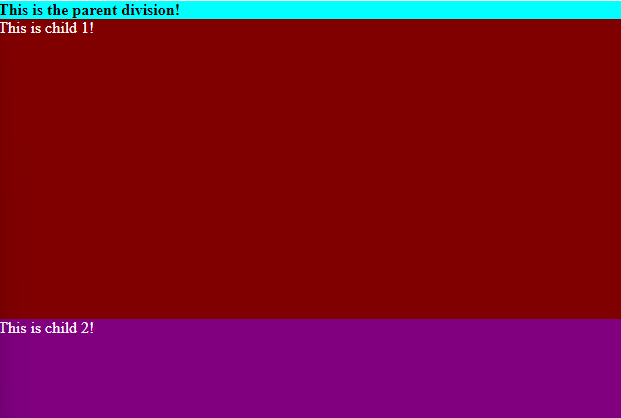 This is the parent division!
This is child 1!
This is child 2!